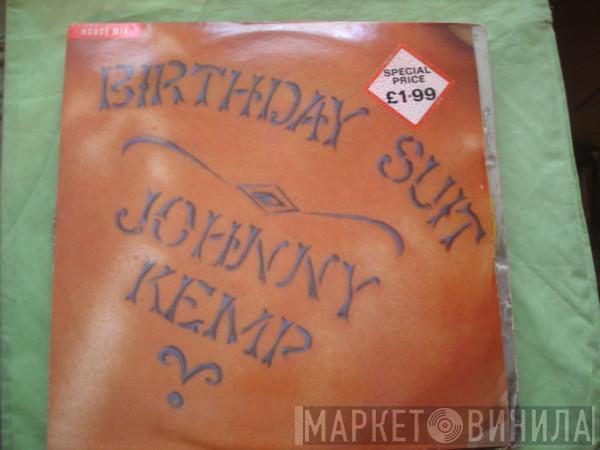 HOUSE MIX
BIRTHDAY SUIT
SPECIAL
PRICE
£1·99
JOHNNY
KEMP
?
МАРКЕТ ВИНИЛА